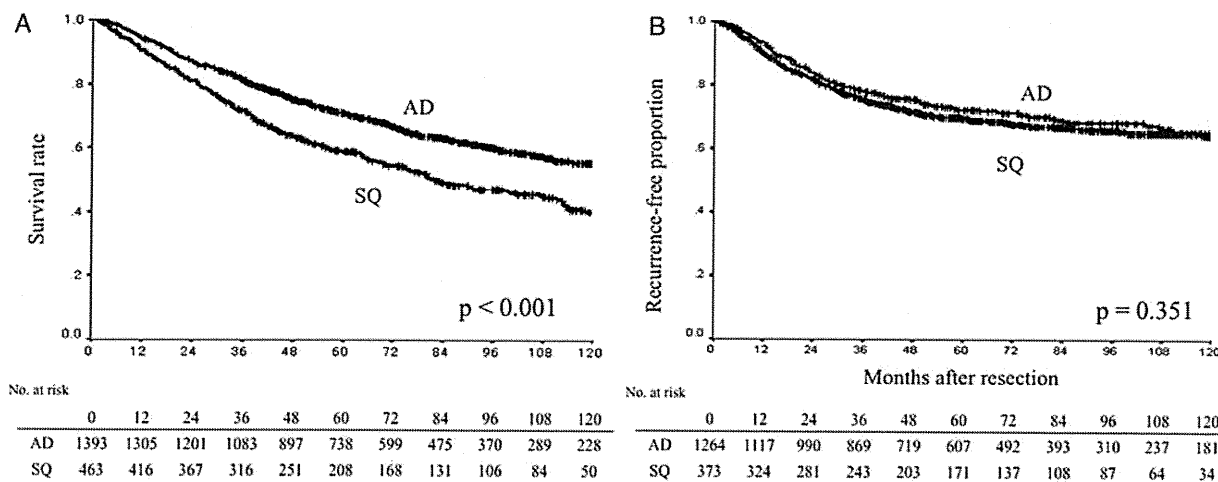 A
1.0
.8
.6
.4
.2
0.0
Survival rate
AD
SQ
p < 0.001
0 12 24 36 48 60 72 84 96 108 120
No. at risk
0 12 24 36 48 60 72 84 96 108 120
AD 1393 1305 1201 1083 897 738 599 475 370 289 228
SQ 463 416 367 316 251 208 168 131 106 84 50
B
1.0
.8
.6
.4
.2
0.0
Recurrence-free proportion
AD
SQ
p = 0.351
0 12 24 36 48 60 72 84 96 108 120
Months after resection
No. at risk
0 12 24 36 48 60 72 84 96 108 120
AD 1264 1117 990 869 719 607 492 393 310 237 181
SQ 373 324 281 243 203 171 137 108 87 64 34